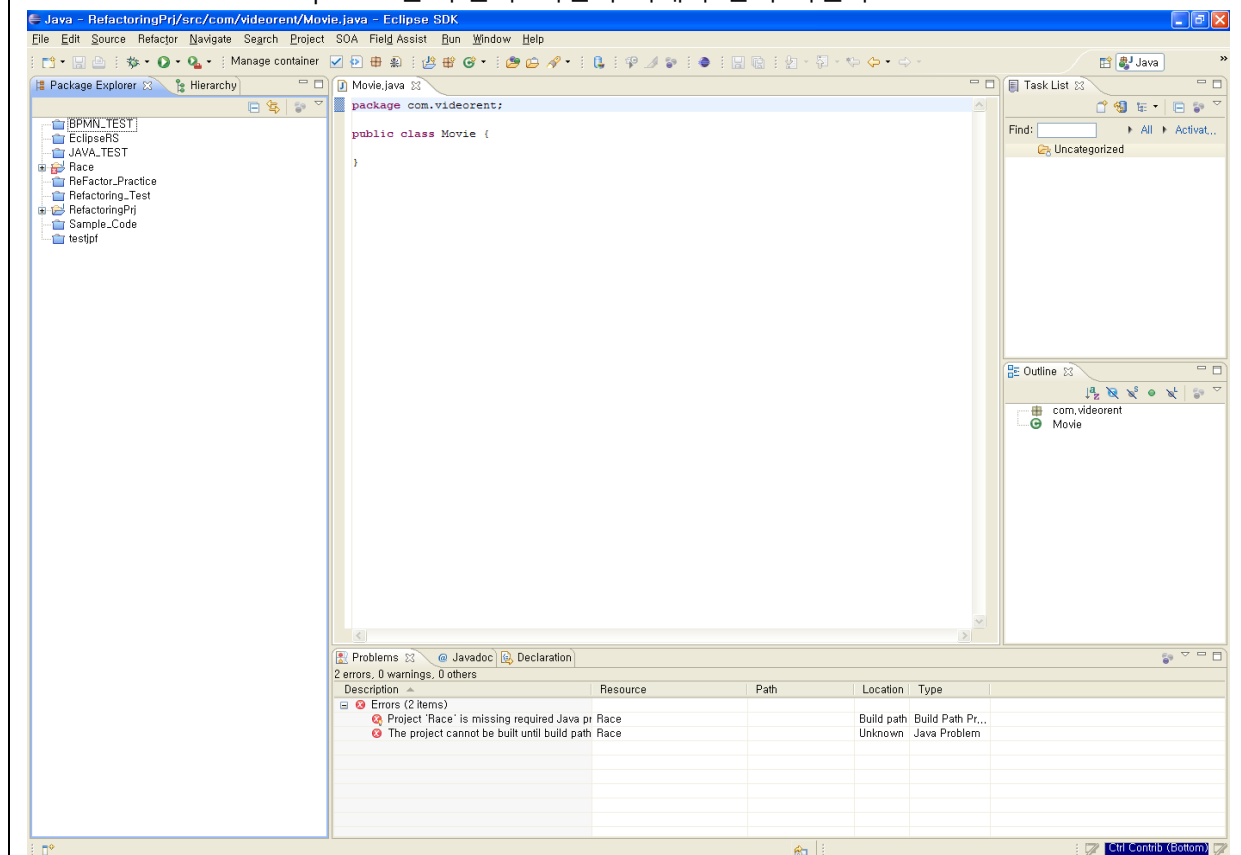 Java - RefactoringPrj/src/com/videorent/Movie.java - Eclipse SDK
File Edit Source Refactor Navigate Search Project SOA Field Assist Run Window Help
Manage container
Java
Package Explorer
Hierarchy
BPMN_TEST
EclipseRS
JAVA_TEST
Race
ReFactor_Practice
Refactoring_Test
RefactoringPrj
Sample_Code
testjpf
Movie.java
package com.videorent;
public class Movie {
}
Task List
Find: All Activat...
Uncategorized
Outline
com.videorent
Movie
Problems @ Javadoc Declaration
2 errors, 0 warnings, 0 others
Description Resource Path Location Type
Errors (2 items)
Project 'Race' is missing required Java pr Race Build path Build Path Pr...
The project cannot be built until build path Race Unknown Java Problem
Ctrl Contrib (Bottom)